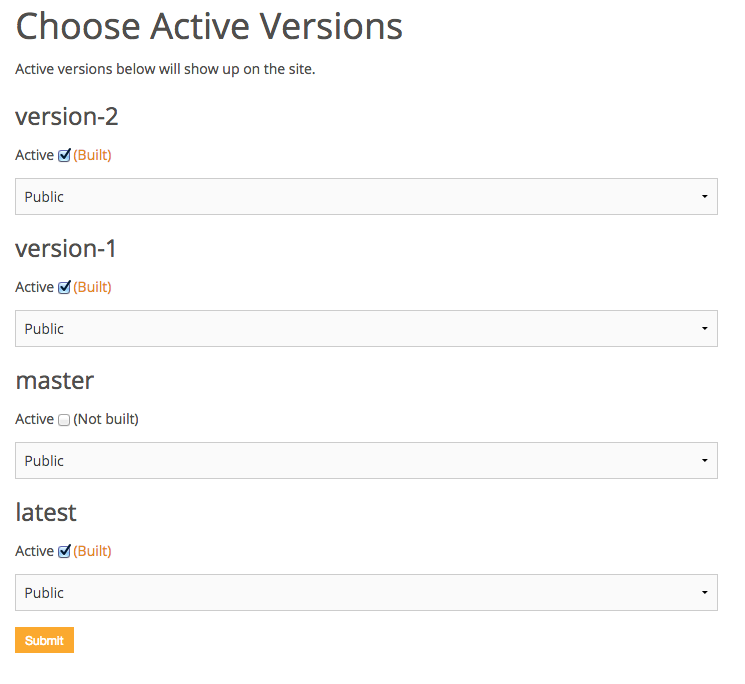 Choose Active Versions
Active versions below will show up on the site.
version-2
Active (Built)
Public
version-1
Active (Built)
Public
master
Active (Not built)
Public
latest
Active (Built)
Public
Submit